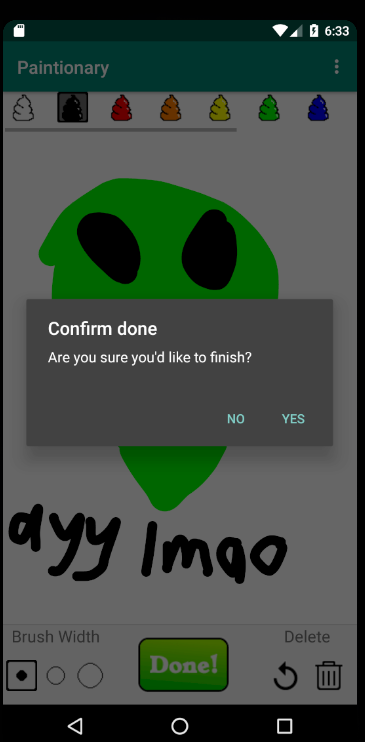 6:33
Paintionary
Confirm done
Are you sure you'd like to finish?
NO YES
ayy lmao
Brush Width
Delete
Done!